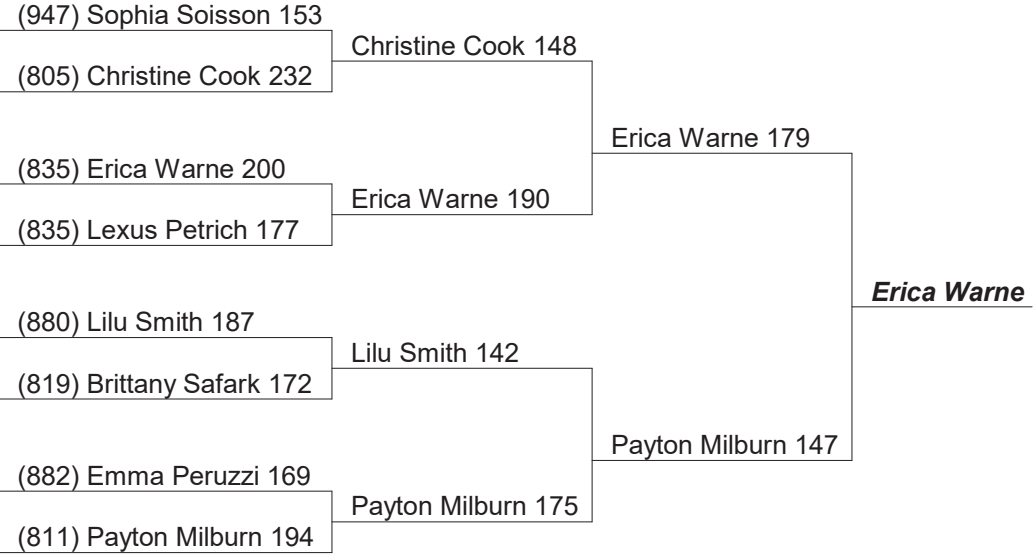 (947) Sophia Soisson 153
Christine Cook 148
(805) Christine Cook 232
Erica Warne 179
(835) Erica Warne 200
Erica Warne 190
(835) Lexus Petrich 177
Erica Warne
(880) Lilu Smith 187
Lilu Smith 142
(819) Brittany Safark 172
Payton Milburn 147
(882) Emma Peruzzi 169
Payton Milburn 175
(811) Payton Milburn 194